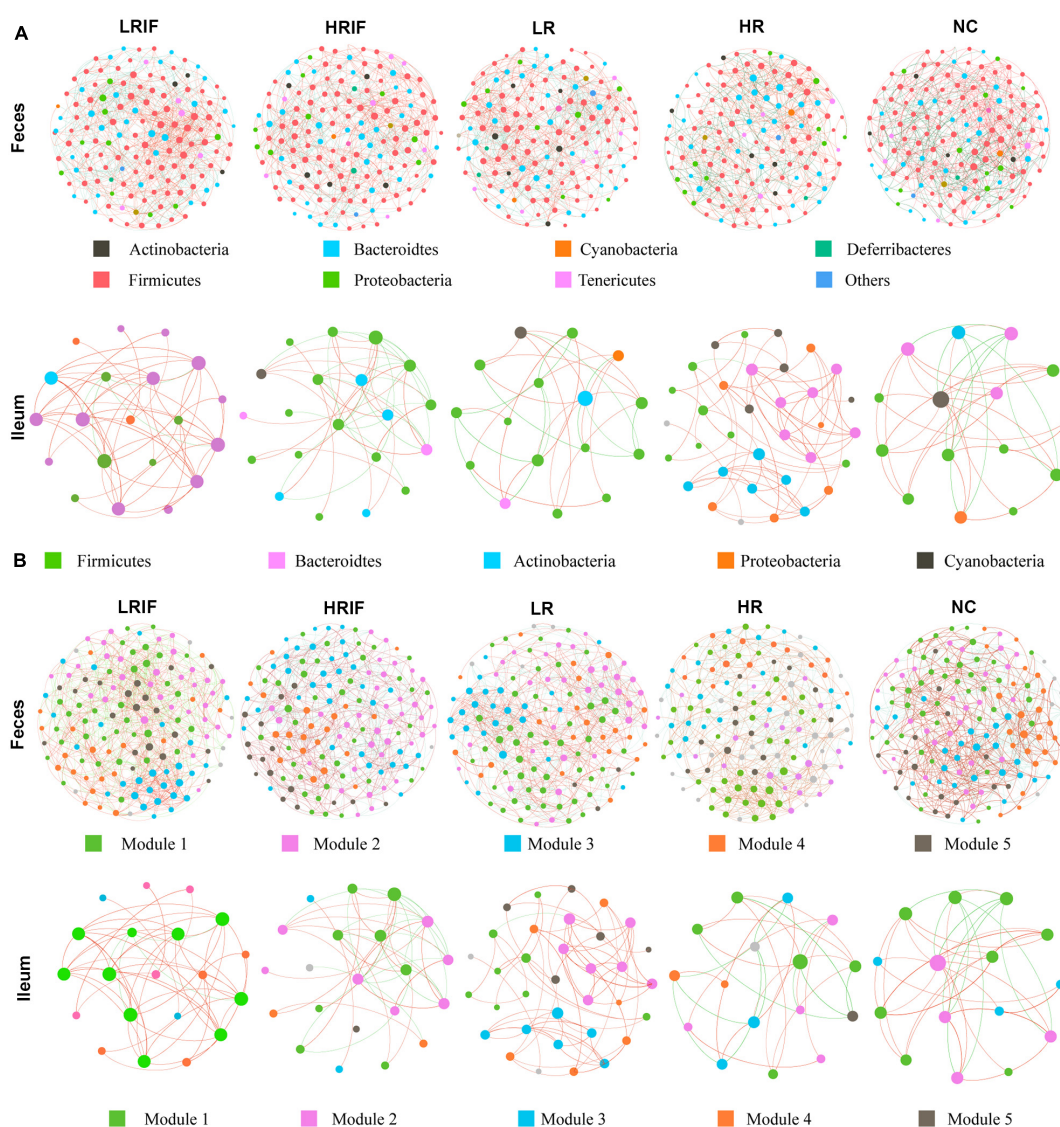 A
LRIF HRIF LR HR NC
Feces
Actinobacteria Bacteroidtes Cyanobacteria Deferribacteres
Firmicutes Proteobacteria Tenericutes Others
Ileum
Firmicutes Bacteroidtes Actinobacteria Proteobacteria Cyanobacteria
B
LRIF HRIF LR HR NC
Feces
Module 1 Module 2 Module 3 Module 4 Module 5
Ileum
Module 1 Module 2 Module 3 Module 4 Module 5